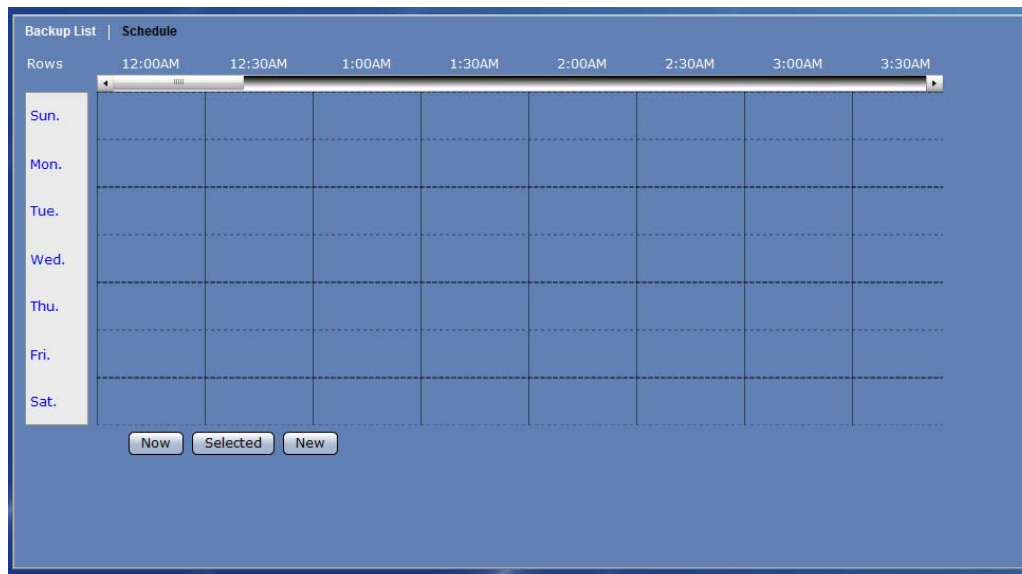 Backup List | Schedule
Rows 12:00AM 12:30AM 1:00AM 1:30AM 2:00AM 2:30AM 3:00AM 3:30AM
Sun.
Mon.
Tue.
Wed.
Thu.
Fri.
Sat.
Now Selected New